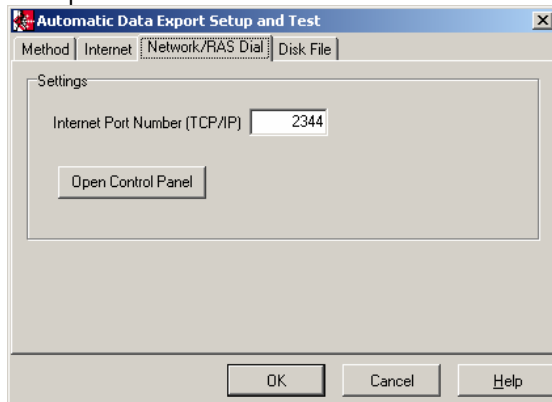 Automatic Data Export Setup and Test
Method Internet Network/RAS Dial Disk File
Settings
Internet Port Number (TCP/IP) 2344
Open Control Panel
OK Cancel Help